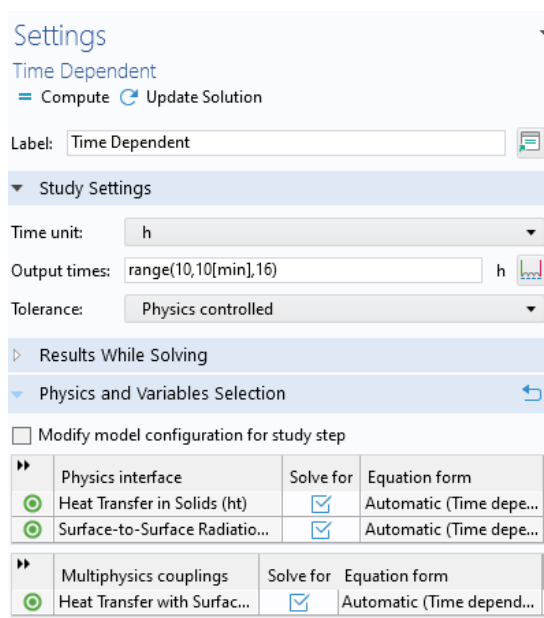 Settings
Time Dependent
= Compute Update Solution
Label: Time Dependent
Study Settings
Time unit: h
Output times: range(10,10[min],16) h
Tolerance: Physics controlled
Results While Solving
Physics and Variables Selection
Modify model configuration for study step
Physics interface Solve for Equation form
Heat Transfer in Solids (ht) Automatic (Time depe...
Surface-to-Surface Radiatio... Automatic (Time depe...
Multiphysics couplings Solve for Equation form
Heat Transfer with Surfac... Automatic (Time depend...